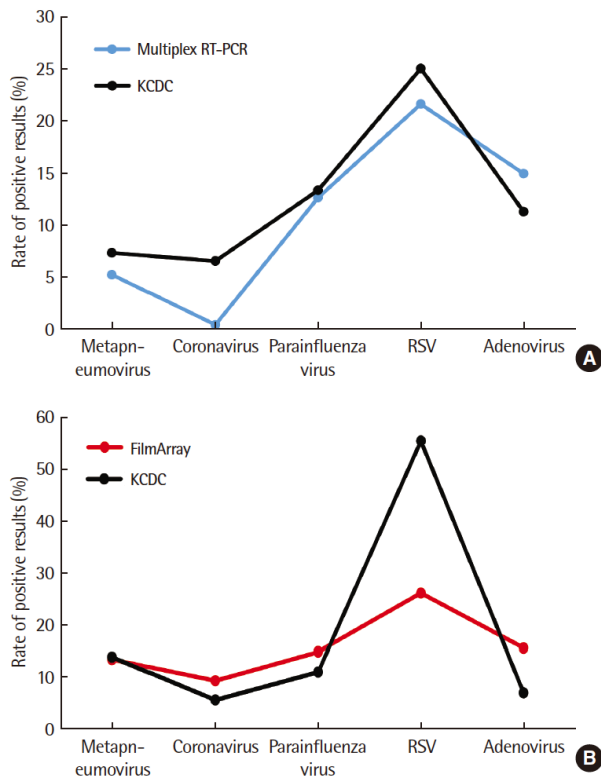 30
25
20
15
10
5
0
Rate of positive results (%)
Multiplex RT-PCR
KCDC
Metapn-
eumovirus
Coronavirus
Parainfluenza
virus
RSV
Adenovirus
A
60
50
40
30
20
10
0
Rate of positive results (%)
FilmArray
KCDC
Metapn-
eumovirus
Coronavirus
Parainfluenza
virus
RSV
Adenovirus
B